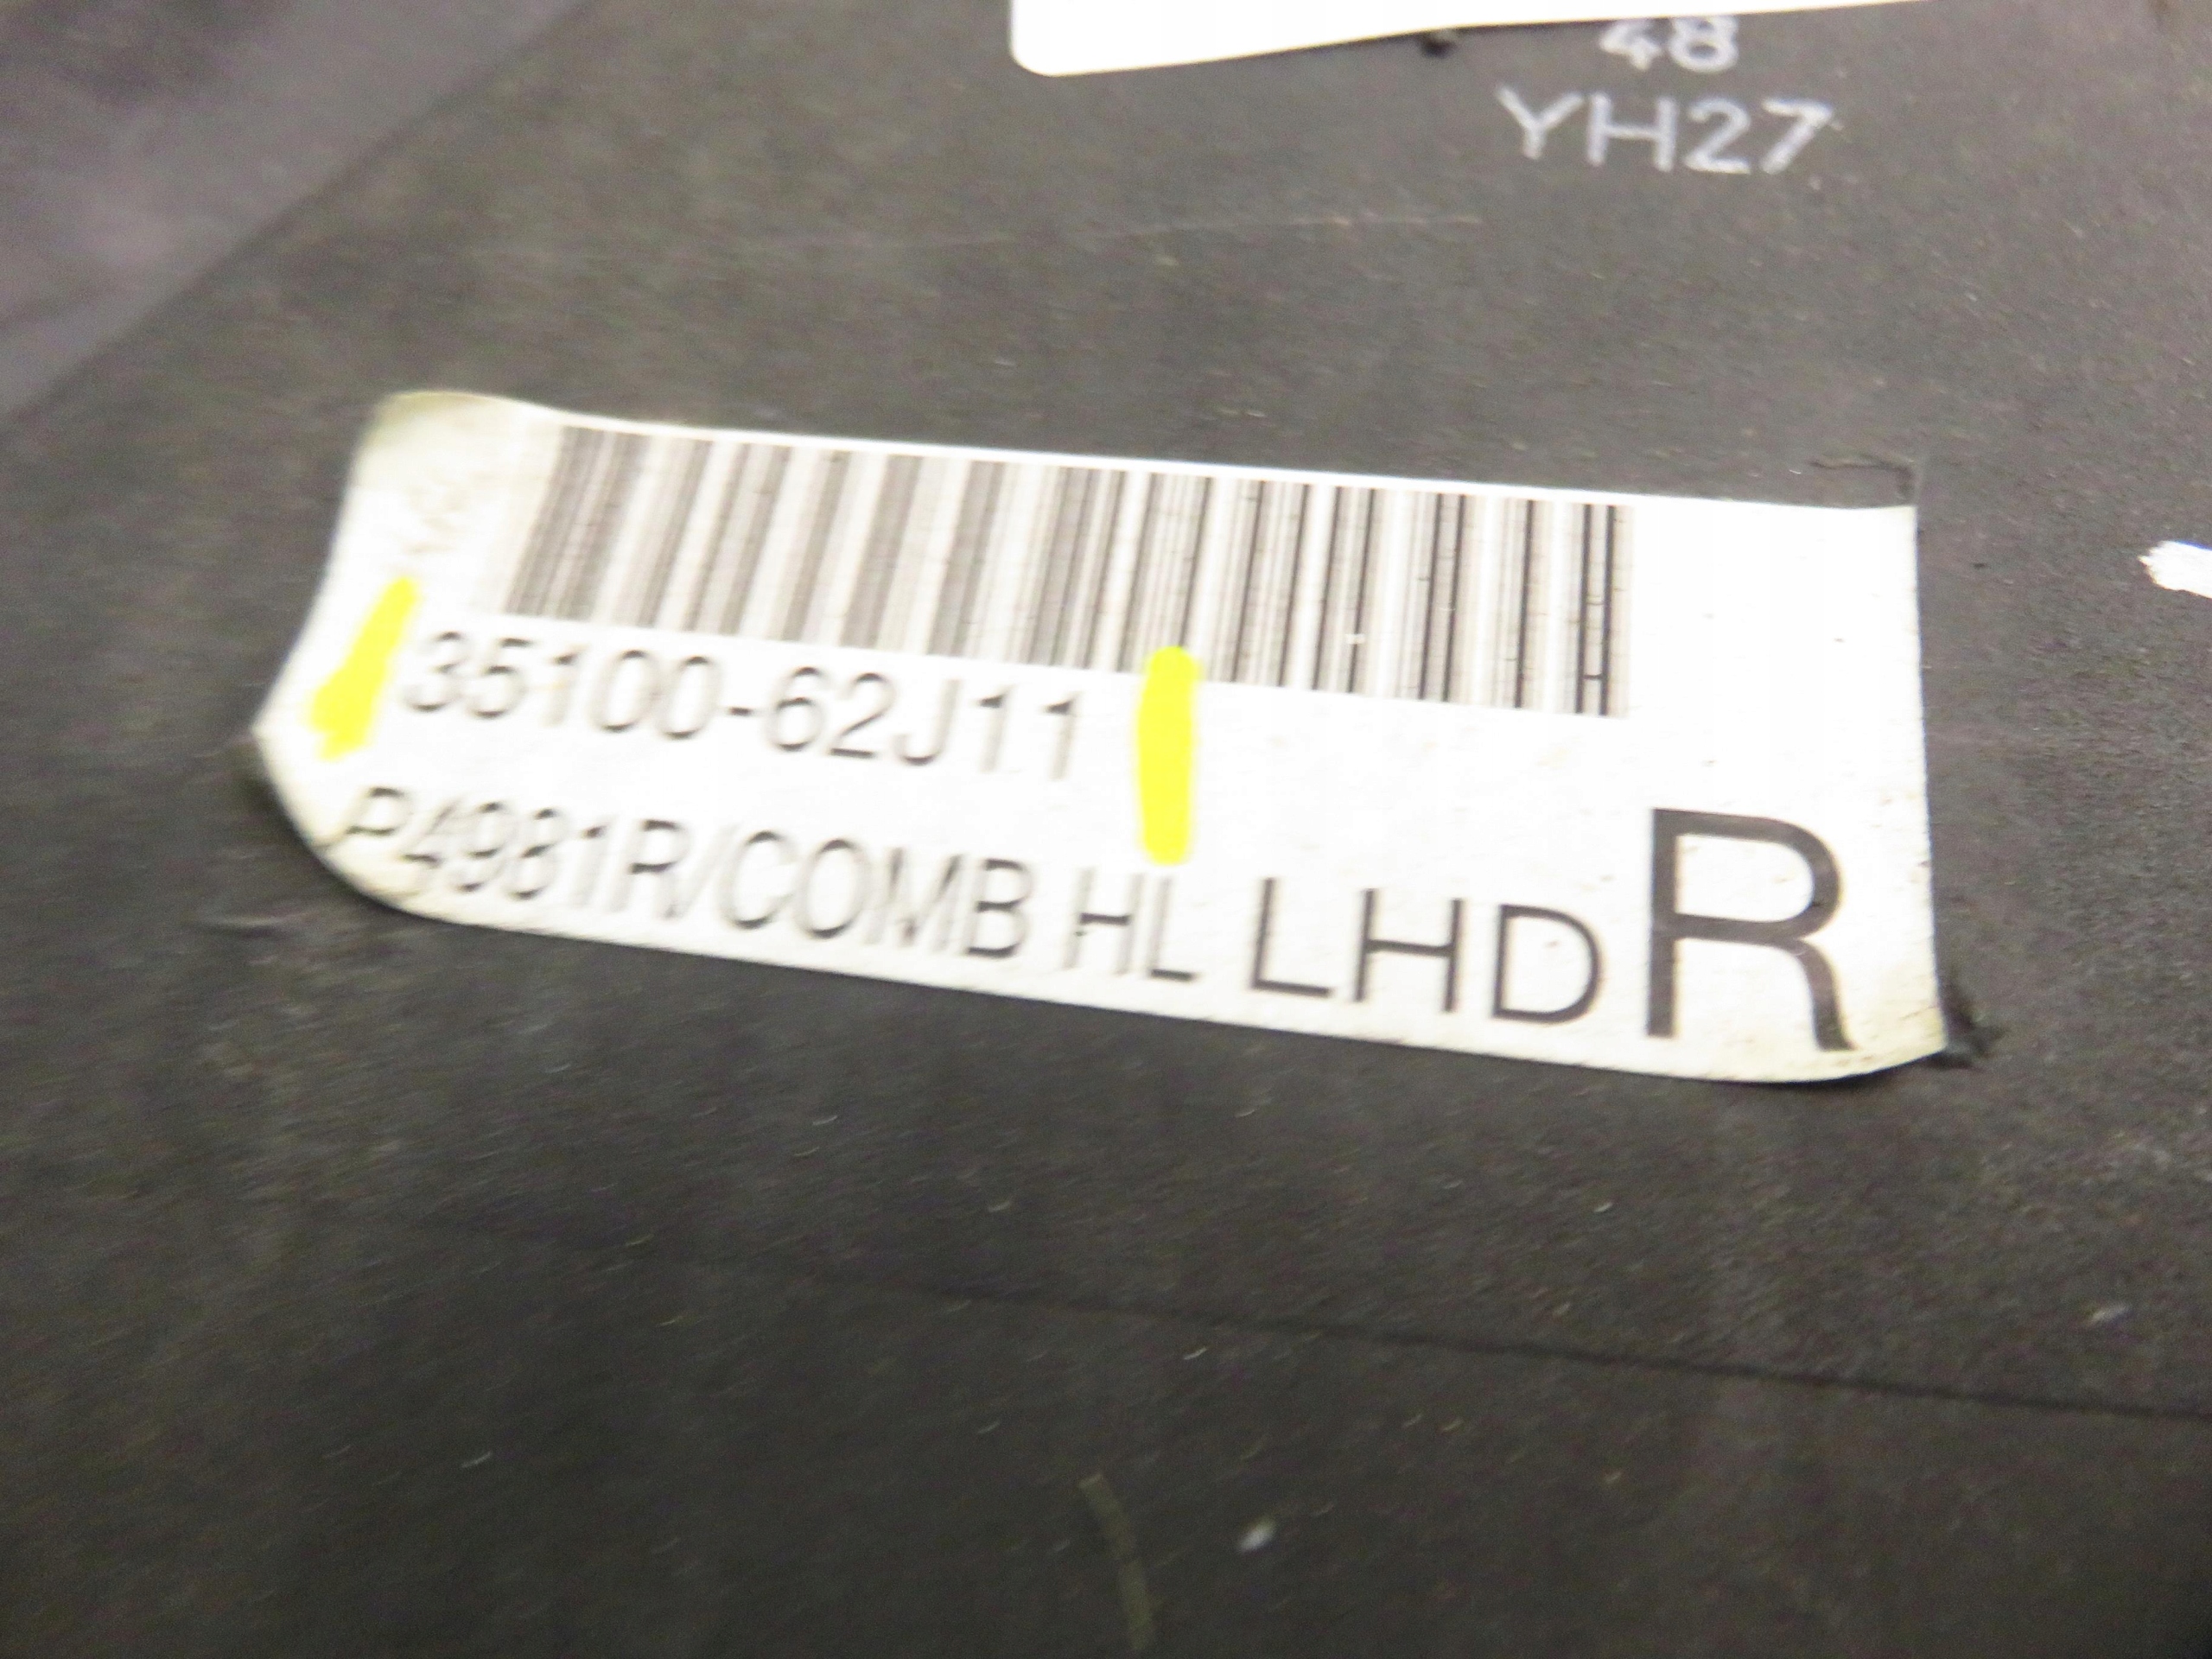 48
YH27
35100-62J11
P4981R/COMB HL LHD R